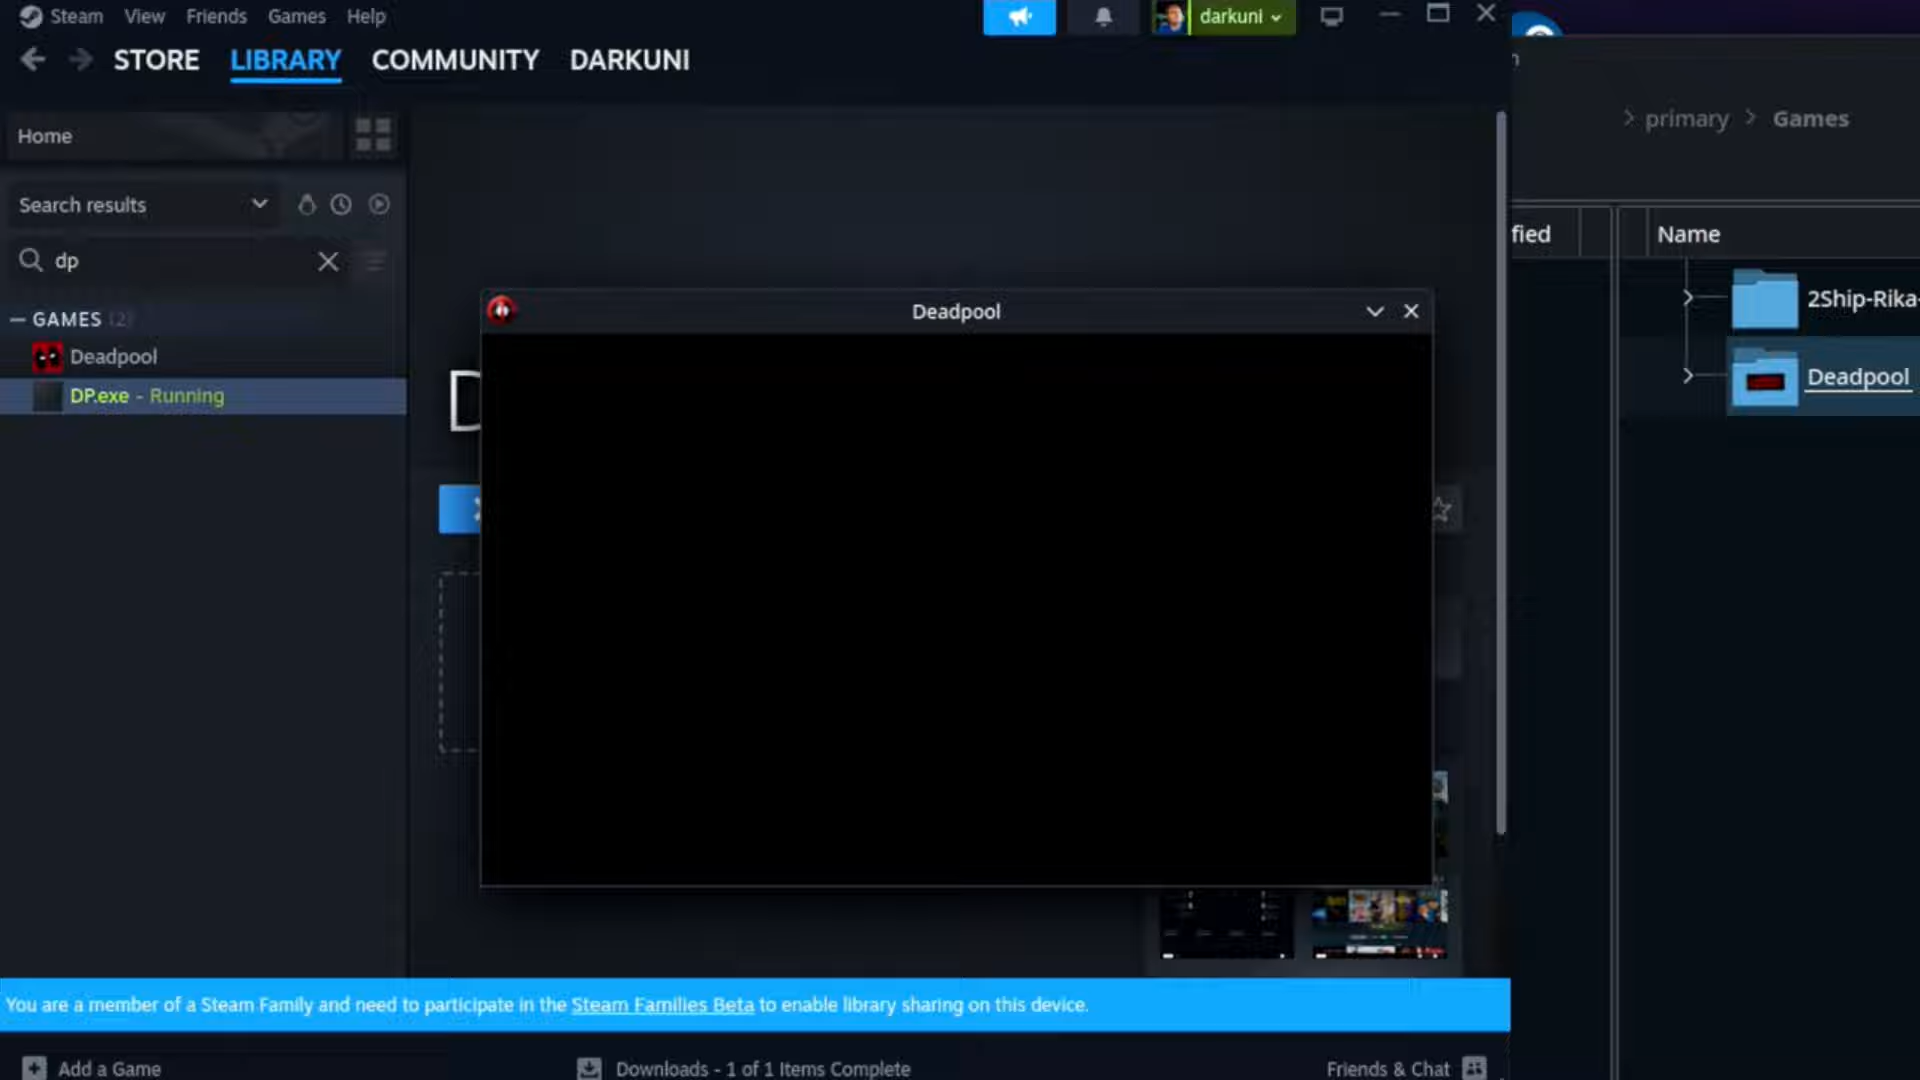 Steam View Friends Games Help
darkuni
STORE LIBRARY COMMUNITY DARKUNI
Home
Search results
dp
GAMES (2)
Deadpool
DP.exe - Running
D
Deadpool
primary > Games
fied
Name
2Ship-Rika-
Deadpool
You are a member of a Steam Family and need to participate in the Steam Families Beta to enable library sharing on this device.
Add a Game
Downloads - 1 of 1 Items Complete
Friends & Chat